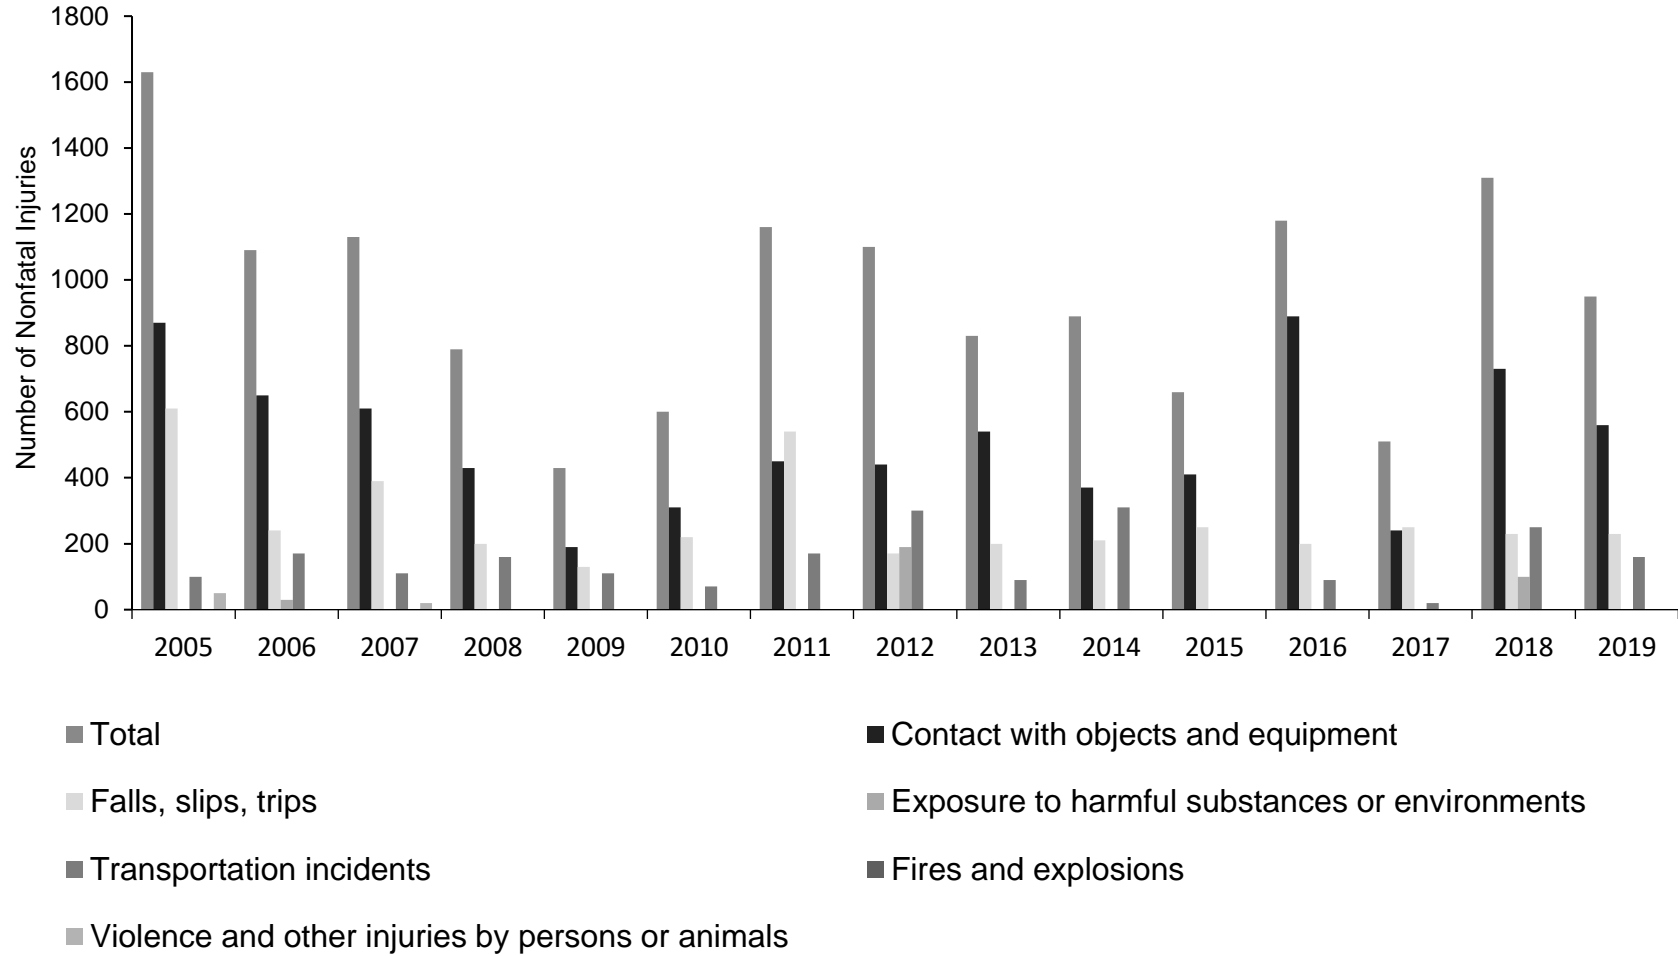 1800
1600
1400
1200
1000
800
600
400
200
0
Number of Nonfatal Injuries
2005 2006 2007 2008 2009 2010 2011 2012 2013 2014 2015 2016 2017 2018 2019
Total
Contact with objects and equipment
Falls, slips, trips
Exposure to harmful substances or environments
Transportation incidents
Fires and explosions
Violence and other injuries by persons or animals